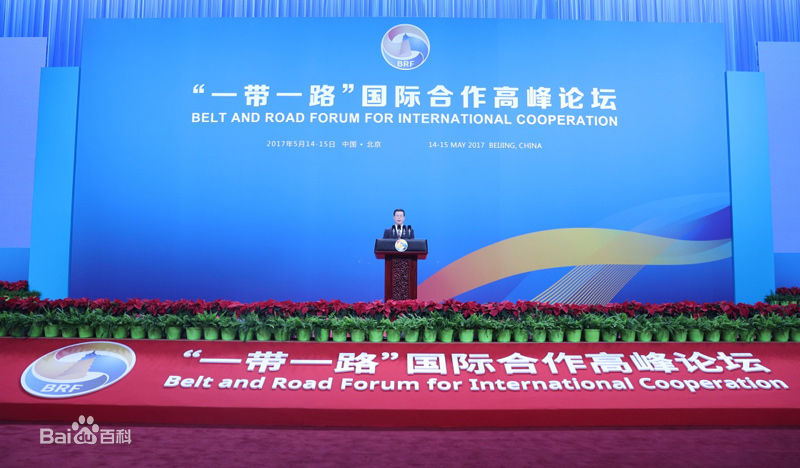 BRF
“一带一路”国际合作高峰论坛
BELT AND ROAD FORUM FOR INTERNATIONAL COOPERATION
2017年5月14-15日 中国·北京 14-15 MAY 2017 BEIJING, CHINA
BRF
“一带一路”国际合作高峰论坛
Belt and Road Forum for International Cooperation
Bai du 百科